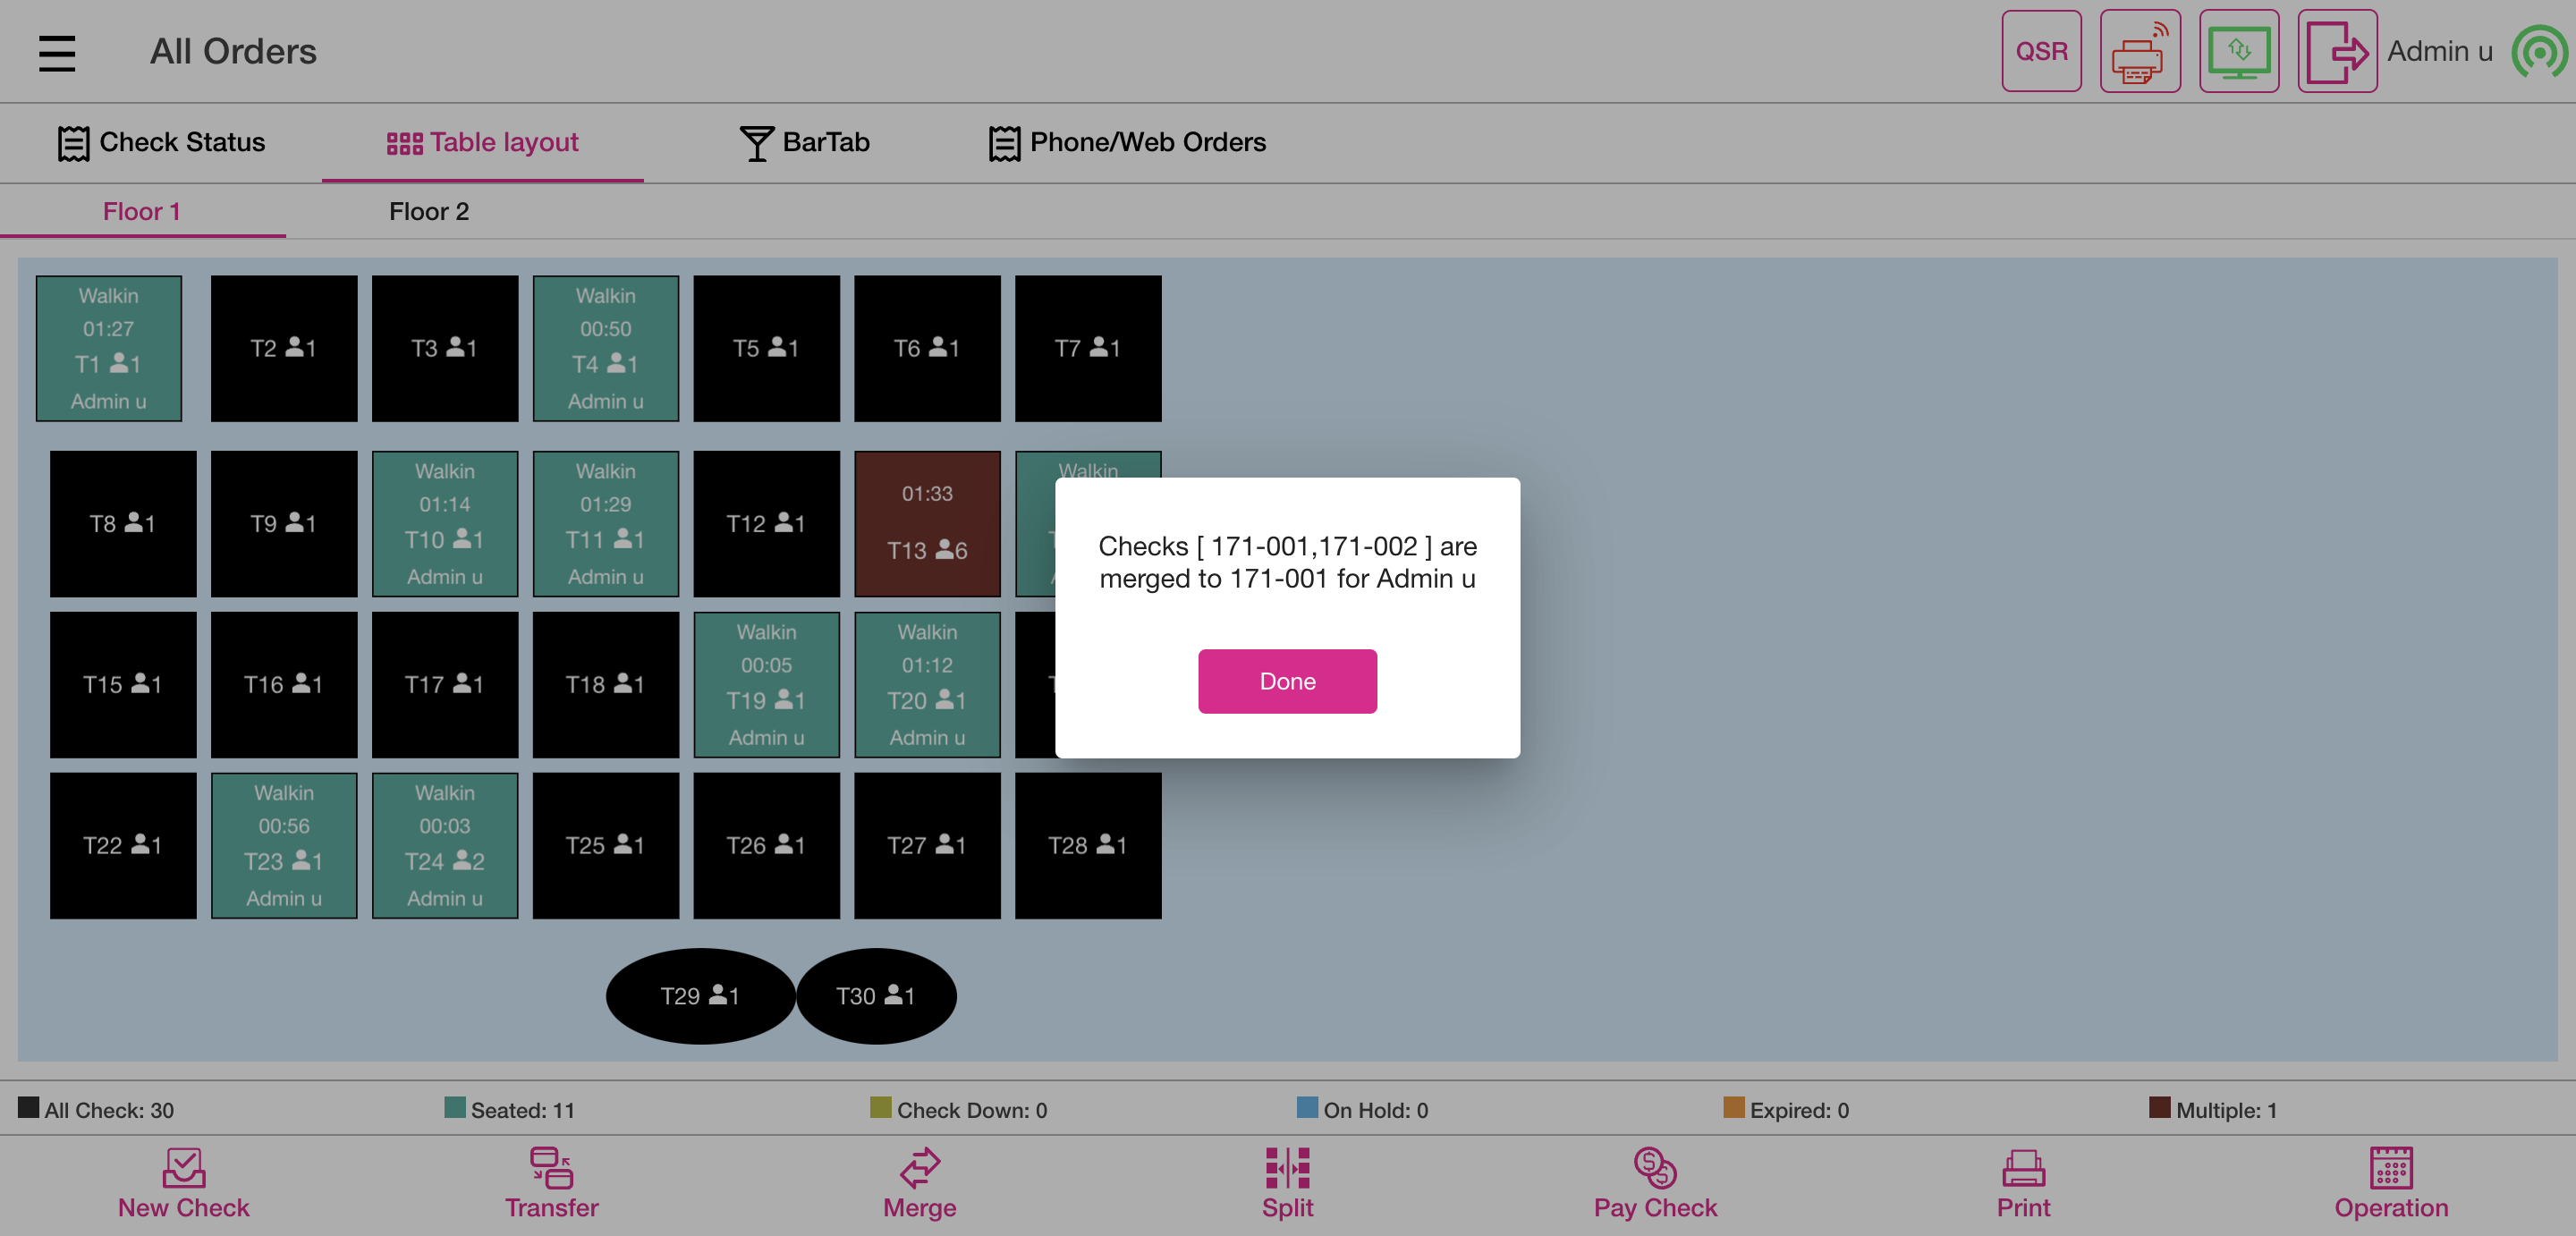 All Orders
QSR
Admin u
Check Status
Table layout
BarTab
Phone/Web Orders
Floor 1
Floor 2
Walkin
01:27
T1 1
Admin u
T2 1
T3 1
Walkin
00:50
T4 1
Admin u
T5 1
T6 1
T7 1
T8 1
T9 1
Walkin
01:14
T10 1
Admin u
Walkin
01:29
T11 1
Admin u
T12 1
01:33
T13 6
Walkin
Checks [ 171-001,171-002 ] are
merged to 171-001 for Admin u
Done
T15 1
T16 1
T17 1
T18 1
Walkin
00:05
T19 1
Admin u
Walkin
01:12
T20 1
Admin u
T22 1
Walkin
00:56
T23 1
Admin u
Walkin
00:03
T24 2
Admin u
T25 1
T26 1
T27 1
T28 1
T29 1
T30 1
All Check: 30
Seated: 11
Check Down: 0
On Hold: 0
Expired: 0
Multiple: 1
New Check
Transfer
Merge
Split
Pay Check
Print
Operation